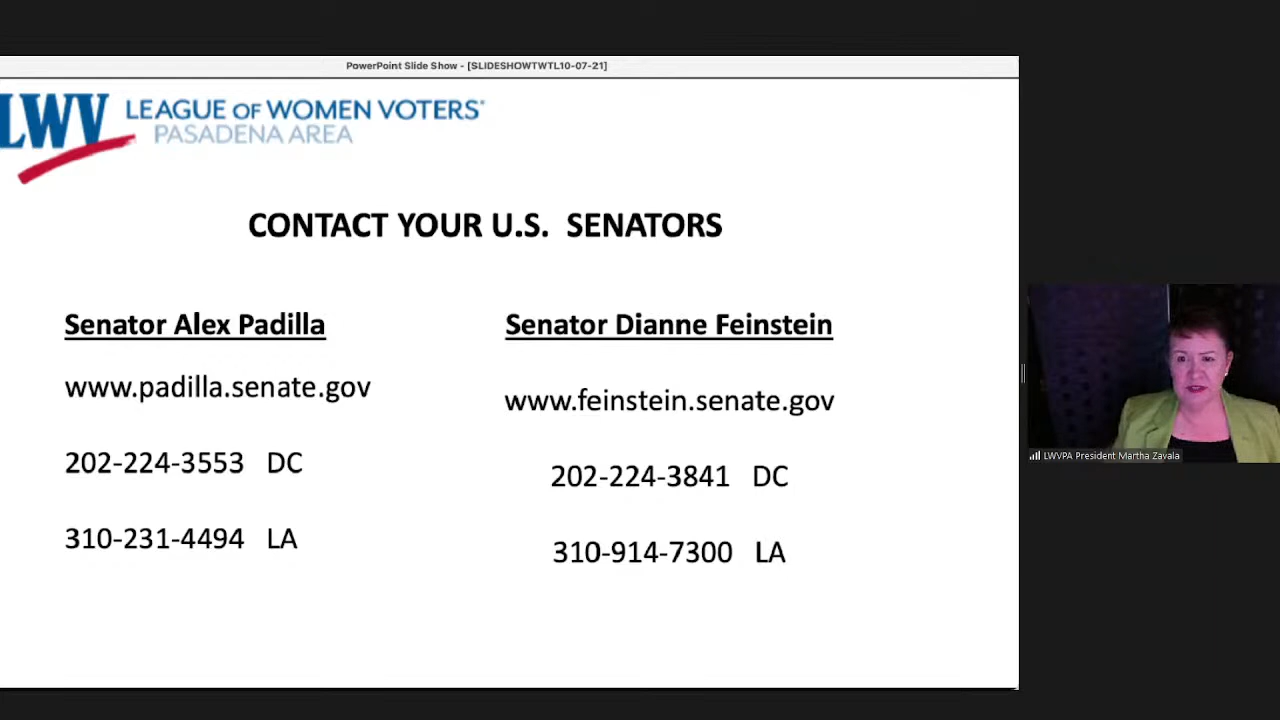 PowerPoint Slide Show - [SLIDESHOWTWTL10-07-21]
LWV LEAGUE OF WOMEN VOTERS®
PASADENA AREA
CONTACT YOUR U.S. SENATORS
Senator Alex Padilla
www.padilla.senate.gov
202-224-3553 DC
310-231-4494 LA
Senator Dianne Feinstein
www.feinstein.senate.gov
202-224-3841 DC
310-914-7300 LA
LWVPA President Martha Zavala